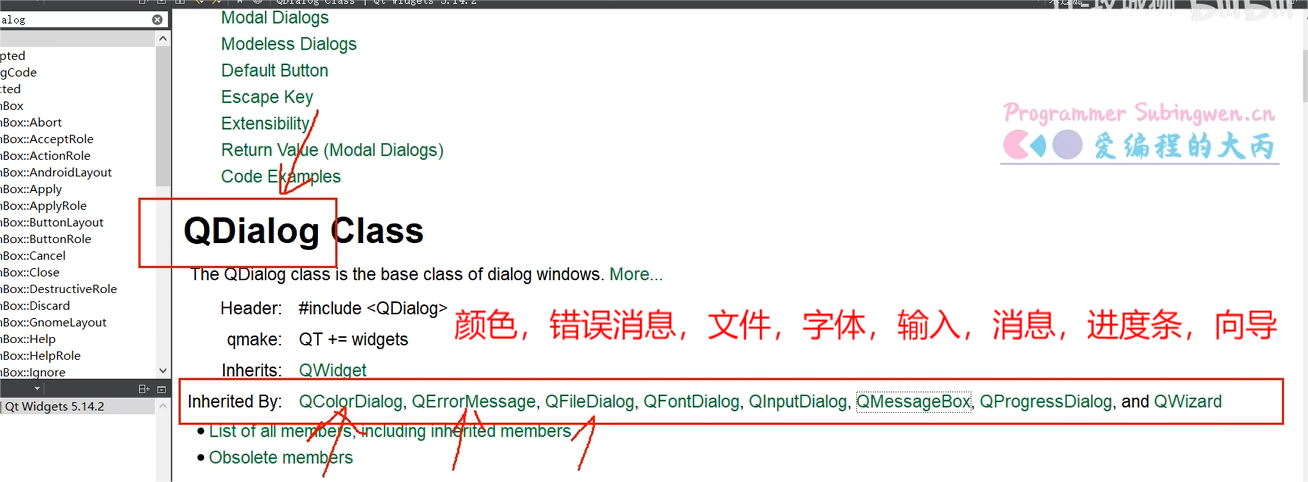 QDialog Class | Qt Widgets 5.14.2
alog
pted
gCode
cted
nBox
nBox::Abort
nBox::AcceptRole
nBox::ActionRole
nBox::AndroidLayout
nBox::Apply
nBox::ApplyRole
nBox::ButtonLayout
nBox::ButtonRole
nBox::Cancel
nBox::Close
nBox::DestructiveRole
nBox::Discard
nBox::GnomeLayout
nBox::Help
nBox::HelpRole
nBox::Ignore
Qt Widgets 5.14.2
Modal Dialogs
Modeless Dialogs
Default Button
Escape Key
Extensibility
Return Value (Modal Dialogs)
Code Examples
Programmer Subingwen.cn
爱编程的大丙
QDialog Class
The QDialog class is the base class of dialog windows. More...
Header: #include <QDialog>
qmake: QT += widgets
颜色，错误消息，文件，字体，输入，消息，进度条，向导
Inherits: QWidget
Inherited By: QColorDialog, QErrorMessage, QFileDialog, QFontDialog, QInputDialog, QMessageBox, QProgressDialog, and QWizard
List of all members, including inherited members
Obsolete members